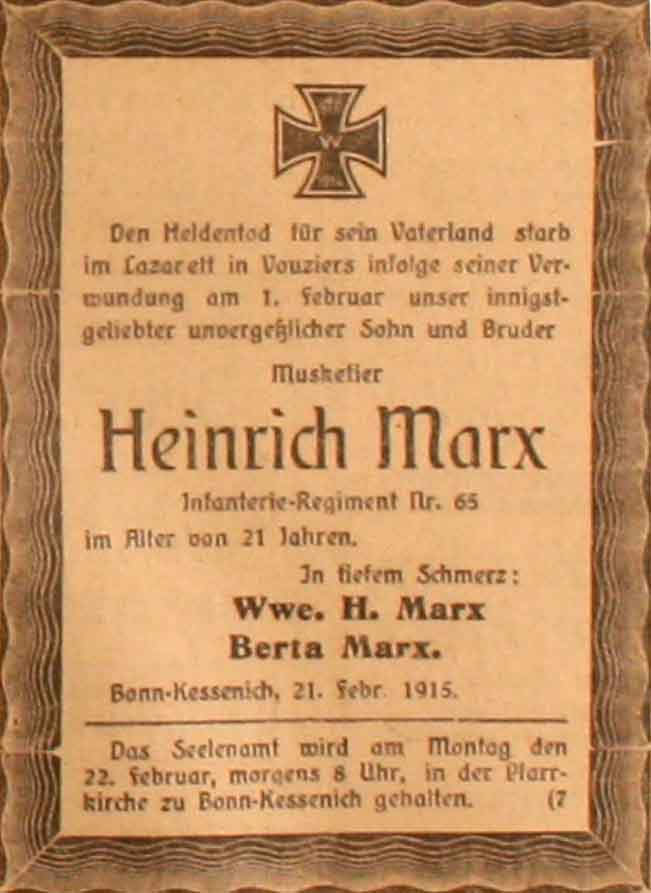 W
1914
Den Heldentod für sein Vaterland starb
im Lazarett in Vouziers infolge seiner Ver-
wundung am 1. Februar unser innigst-
geliebter unvergeßlicher Sohn und Bruder
Musketier
Heinrich Marx
Infanterie-Regiment Nr. 65
im Alter von 21 Jahren.
In tiefem Schmerz:
Wwe. H. Marx
Berta Marx.
Bonn-Kessenich, 21. Febr. 1915.
Das Seelenamt wird am Montag den
22. Februar, morgens 8 Uhr, in der Pfarr-
kirche zu Bonn-Kessenich gehalten. (7